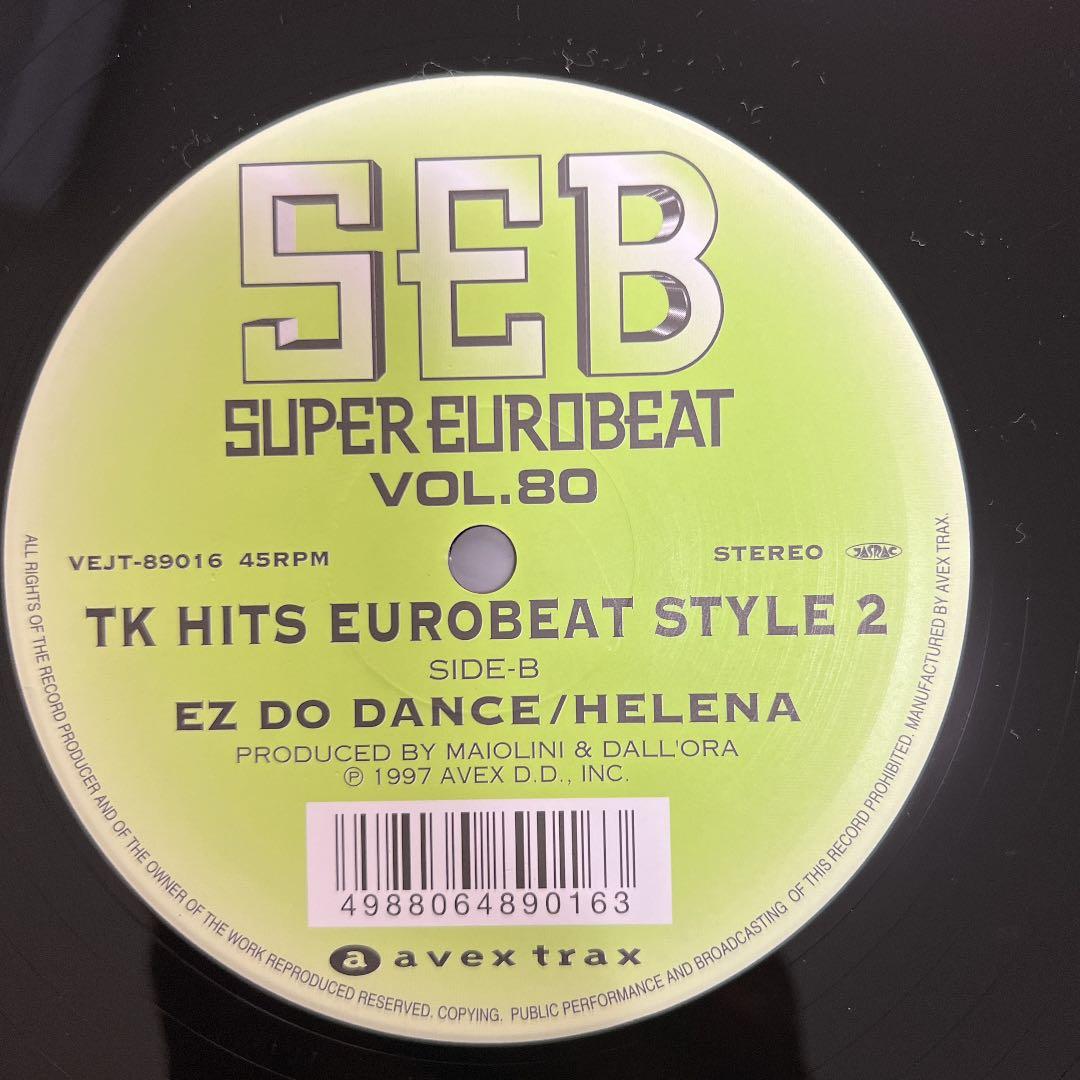 SEB
SUPER EUROBEAT
VOL.80
VEJT-89016 45RPM
STEREO JASRAC
TK HITS EUROBEAT STYLE 2
SIDE-B
EZ DO DANCE/HELENA
PRODUCED BY MAIOLINI & DALL'ORA
Ⓟ 1997 AVEX D.D., INC.
4988064890163
a avex trax
ALL RIGHTS OF THE RECORD PRODUCER AND OF THE OWNER OF THE WORK REPRODUCED RESERVED. COPYING. PUBLIC PERFORMANCE AND BROADCASTING OF THIS RECORD PROHIBITED. MANUFACTURED BY AVEX TRAX.